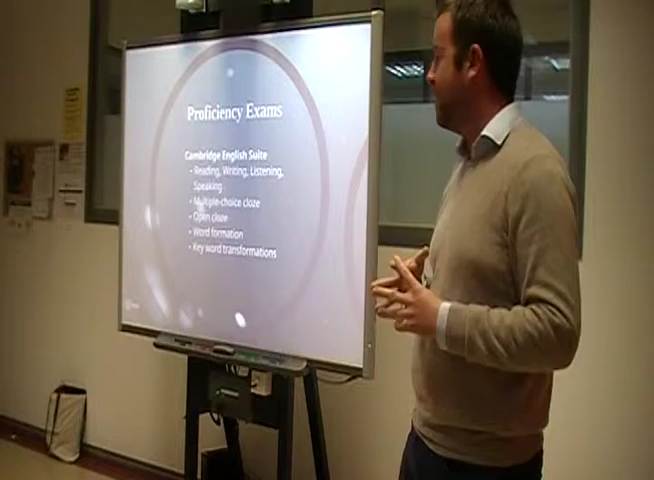 Proficiency Exams
Cambridge English Suite
• Reading, Writing, Listening,
Speaking
• Multiple-choice cloze
• Open cloze
• Word formation
• Key word transformations